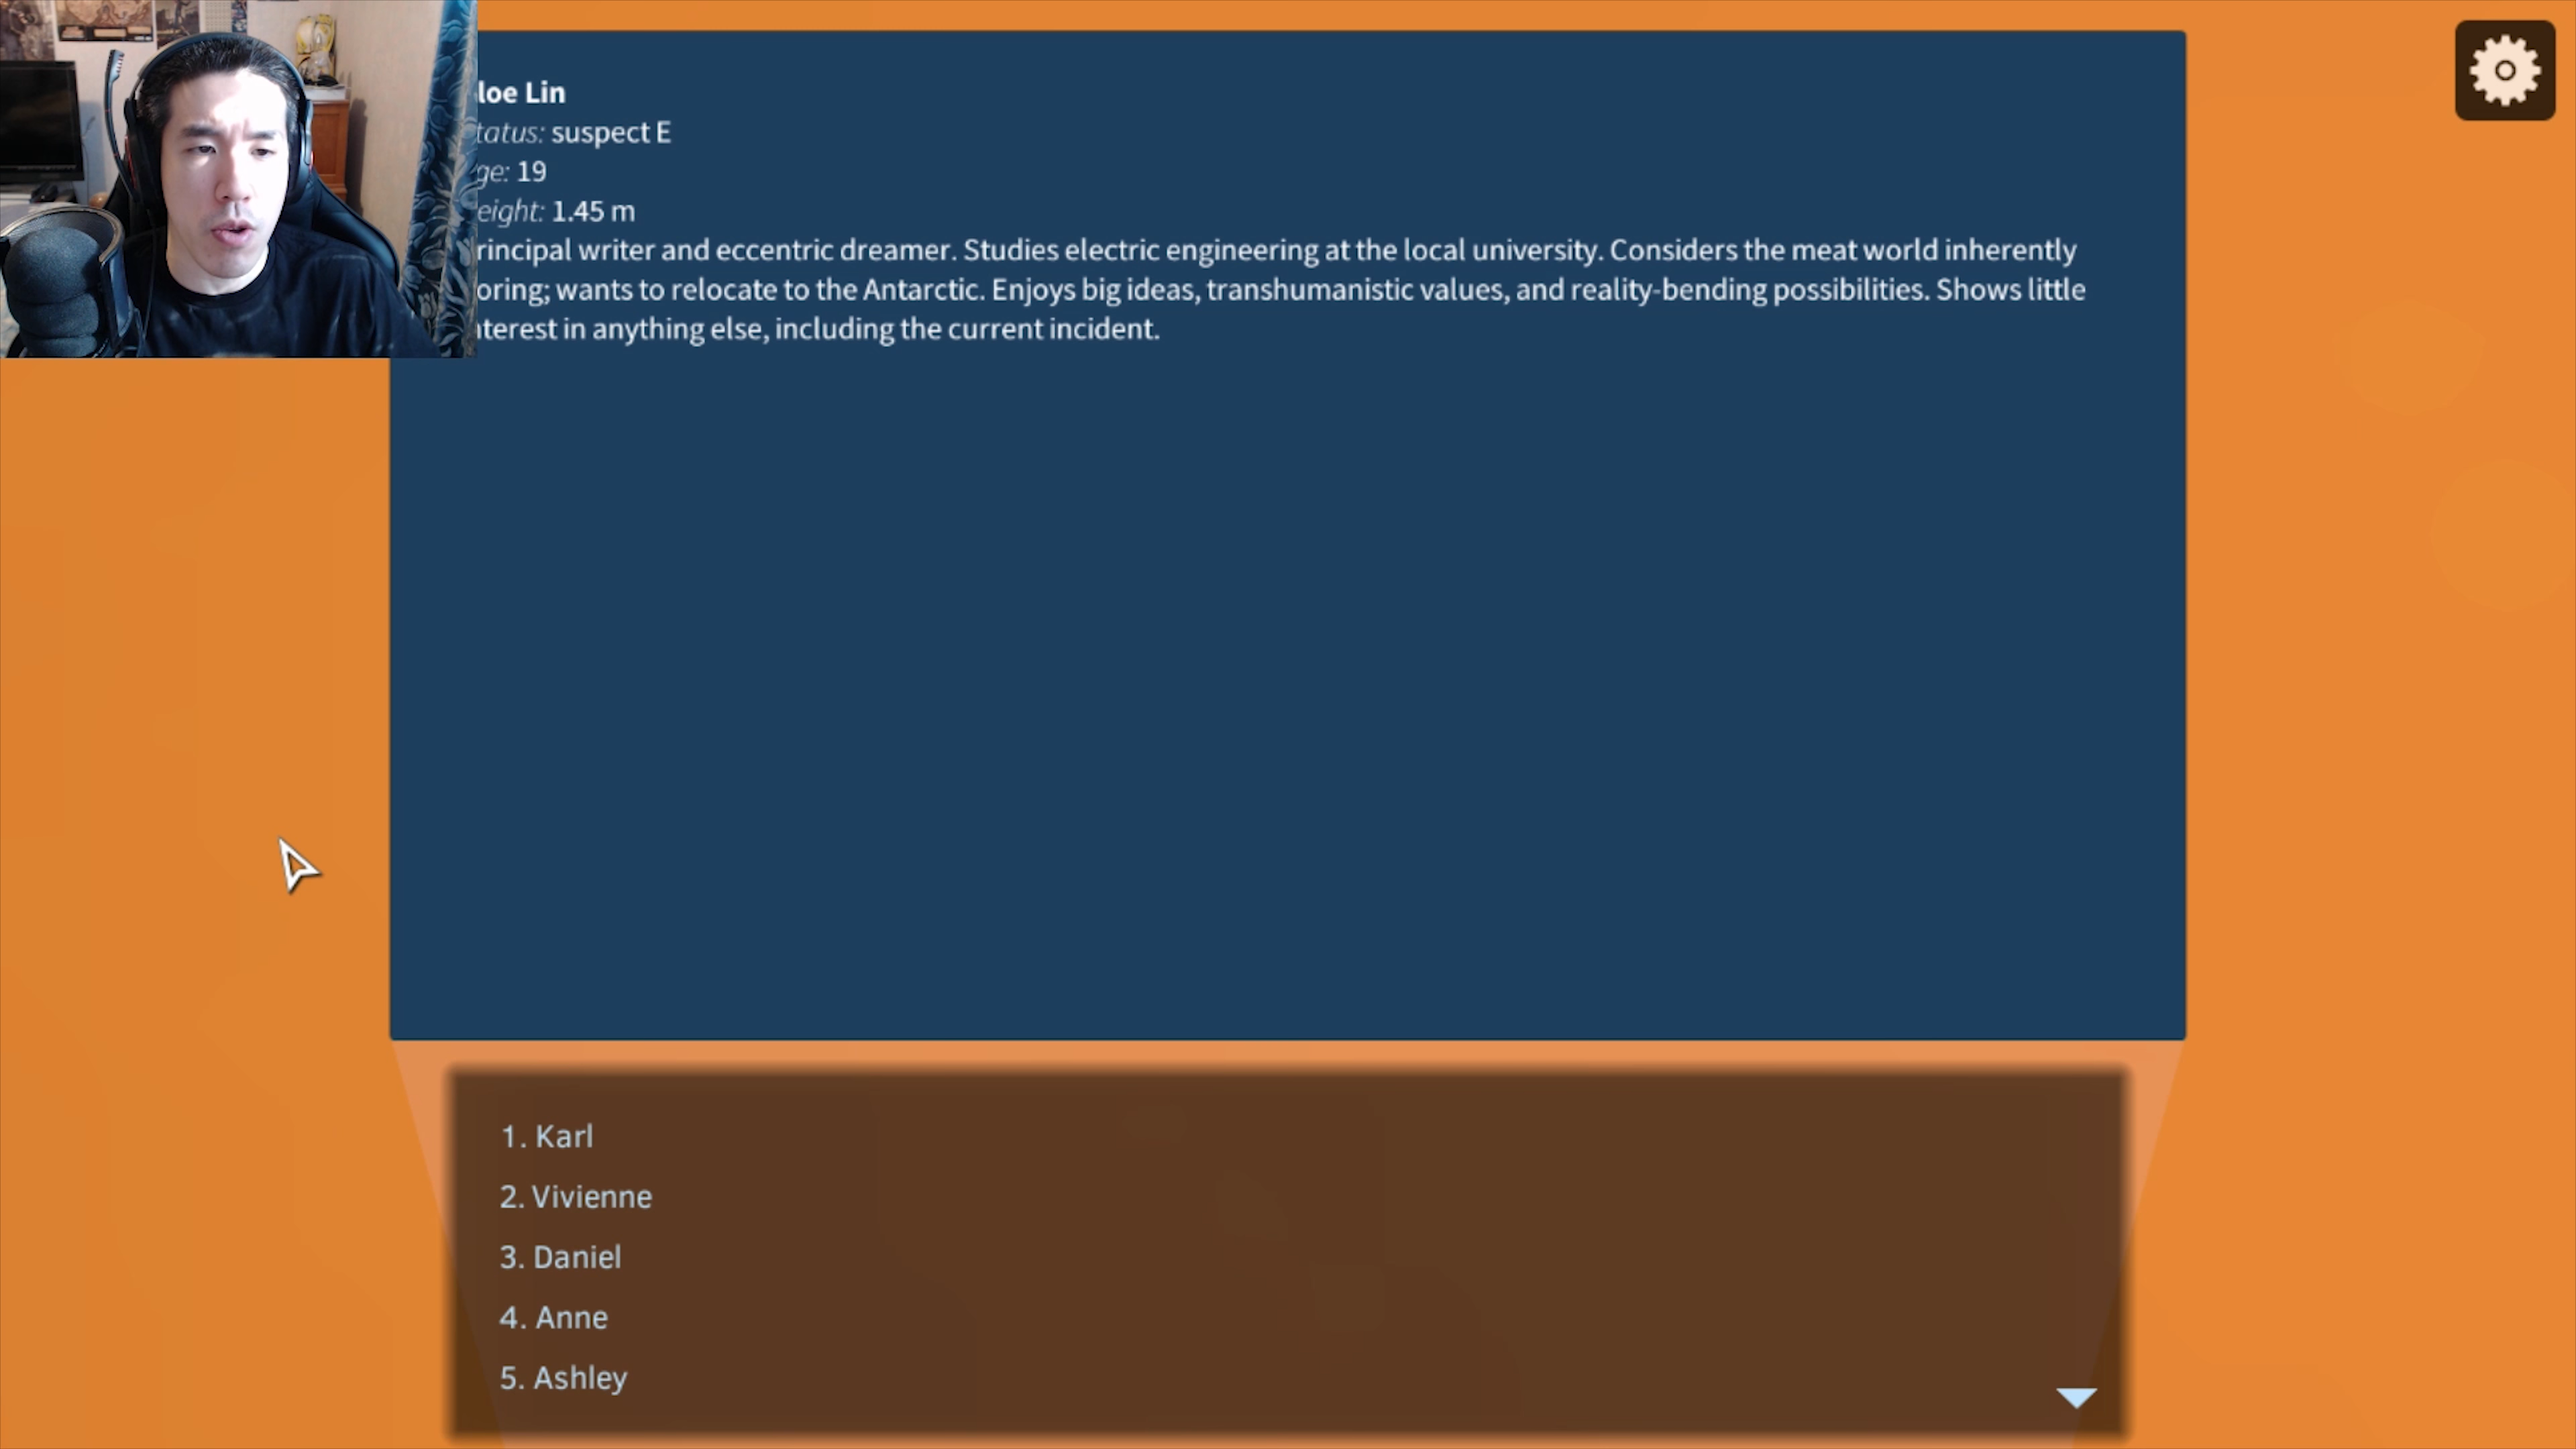 loe Lin
tatus: suspect E
ge: 19
eight: 1.45 m
rincipal writer and eccentric dreamer. Studies electric engineering at the local university. Considers the meat world inherently
oring; wants to relocate to the Antarctic. Enjoys big ideas, transhumanistic values, and reality-bending possibilities. Shows little
nterest in anything else, including the current incident.
1. Karl
2. Vivienne
3. Daniel
4. Anne
5. Ashley